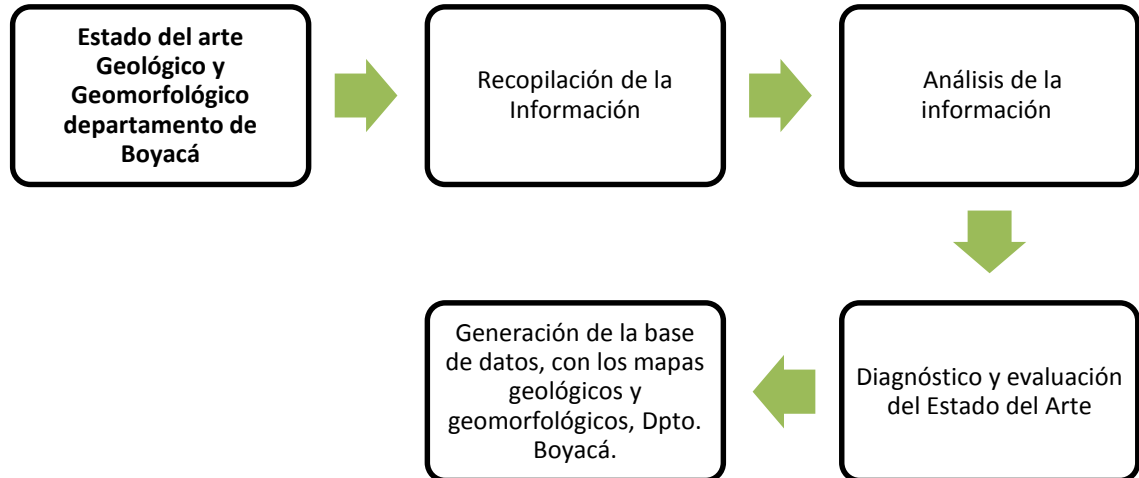 Estado del arte
Geológico y
Geomorfológico
departamento de
Boyacá
Recopilación de la
Información
Análisis de la
información
Diagnóstico y evaluación
del Estado del Arte
Generación de la base
de datos, con los mapas
geológicos y
geomorfológicos, Dpto.
Boyacá.